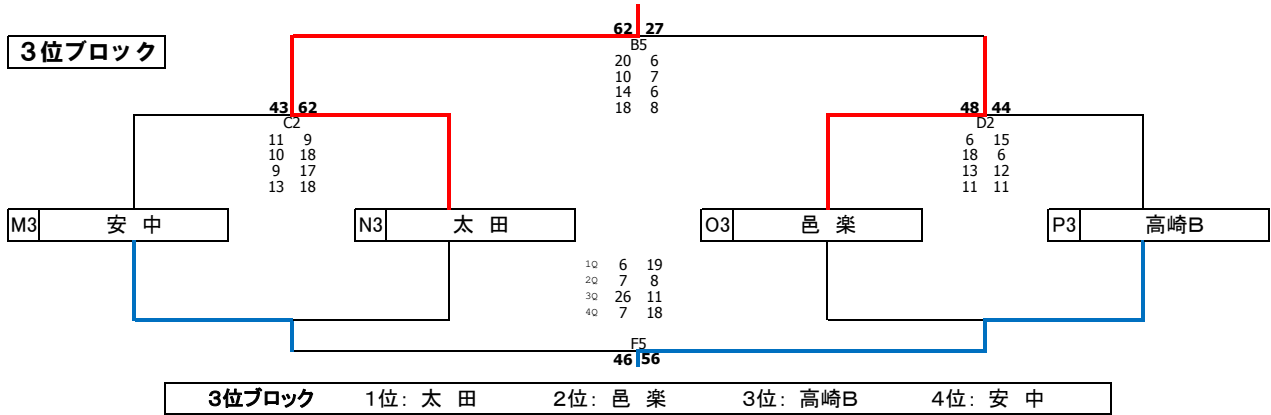 62 27
３位ブロック
B5
20 6
10 7
14 6
18 8
43 62
C2
11 9
10 18
9 17
13 18
48 44
D2
6 15
18 6
13 12
11 11
M3 安 中
N3 太 田
O3 邑 楽
P3 高崎B
1Q 6 19
2Q 7 8
3Q 26 11
4Q 7 18
F5
46 56
３位ブロック 1位: 太 田 2位: 邑 楽 3位: 高崎B 4位: 安 中